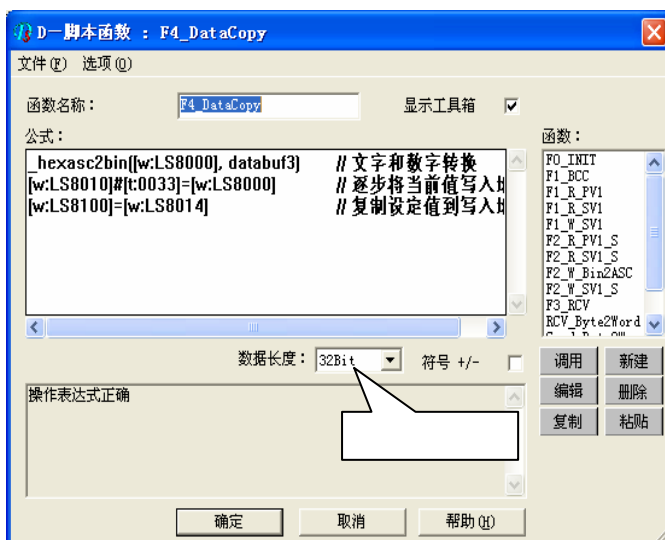 D－脚本函数 : F4_DataCopy
文件(F) 选项(O)
函数名称： F4_DataCopy 显示工具箱
公式： 函数：
_hexasc2bin([w:LS8000], databuf3) // 文字和数字转换
[w:LS8010]#[t:0033]=[w:LS8000] // 逐步将当前值写入
[w:LS8100]=[w:LS8014] // 复制设定值到写入
F0_INIT
F1_BCC
F1_R_PV1
F1_R_SV1
F1_W_SV1
F2_R_PV1_S
F2_R_SV1_S
F2_W_Bin2ASC
F2_W_SV1_S
F3_RCV
RCV_Byte2Word
数据长度： 32Bit 符号 +/-
调用 新建
编辑 删除
复制 粘贴
操作表达式正确
确定 取消 帮助(H)